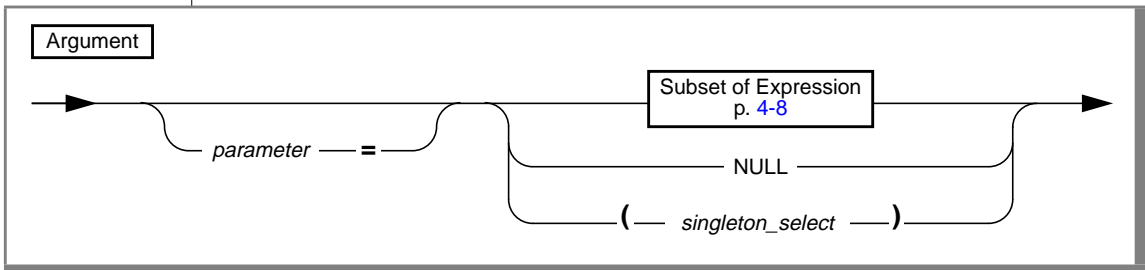 Argument
Subset of Expression
p. 4-8
parameter =
NULL
( singleton_select )